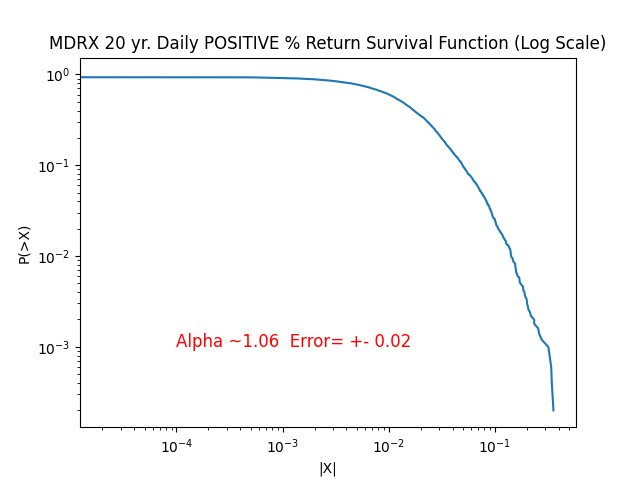 MDRX 20 yr. Daily POSITIVE % Return Survival Function (Log Scale)
10⁰
10⁻¹
10⁻²
10⁻³
P(>X)
Alpha ~1.06  Error= +- 0.02
10⁻⁴ 10⁻³ 10⁻² 10⁻¹
|X|